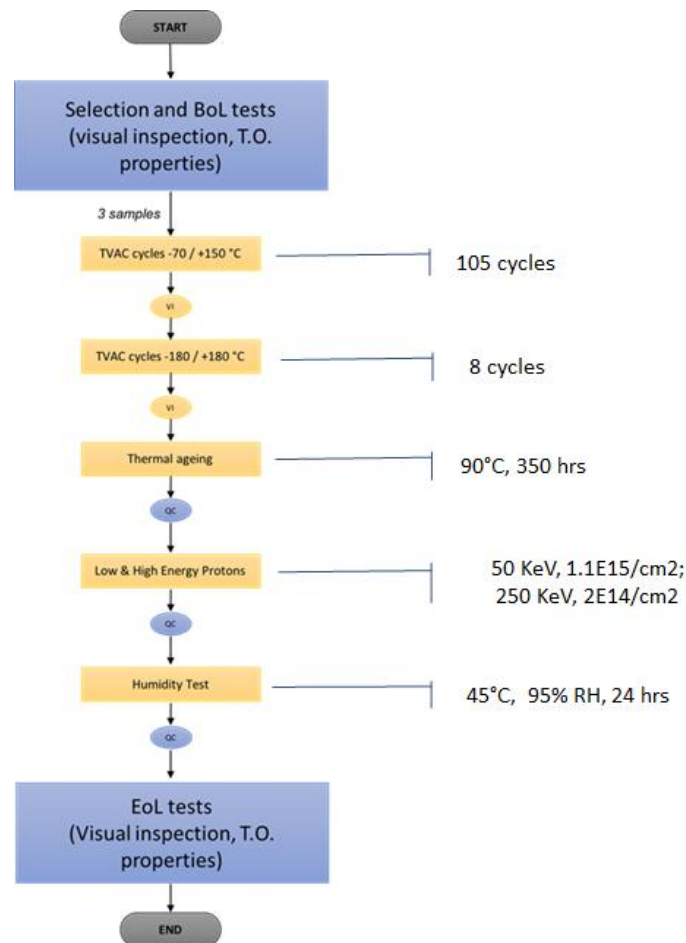 START
Selection and BoL tests
(visual inspection, T.O.
properties)
3 samples
TVAC cycles -70 / +150 °C
105 cycles
VI
TVAC cycles -180 / +180 °C
8 cycles
VI
Thermal ageing
90°C, 350 hrs
QC
Low & High Energy Protons
50 KeV, 1.1E15/cm2;
250 KeV, 2E14/cm2
QC
Humidity Test
45°C, 95% RH, 24 hrs
QC
EoL tests
(Visual inspection, T.O.
properties)
END